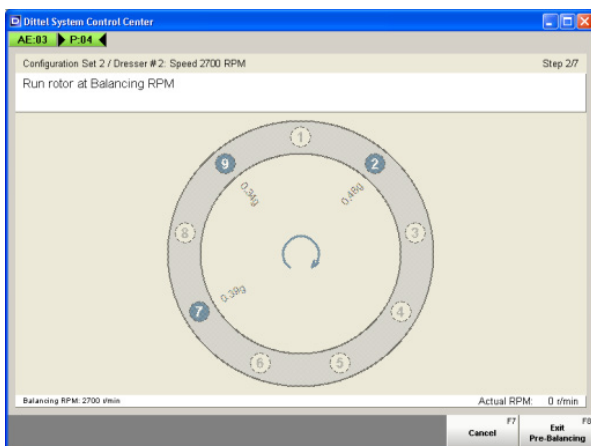 Dittel System Control Center
AE:03 P:04
Configuration Set 2 / Dresser # 2: Speed 2700 RPM Step 2/7
Run rotor at Balancing RPM
1
9 2
0.34g 0.48g
8 3
0.39g
7 4
6 5
Balancing RPM: 2700 r/min Actual RPM: 0 r/min
F7 F8
Cancel Exit
Pre-Balancing